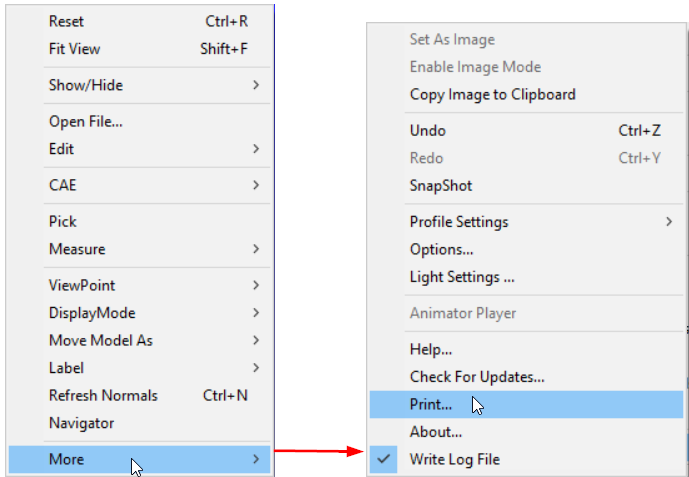 Reset Ctrl+R
Fit View Shift+F
Show/Hide
Open File...
Edit
CAE
Pick
Measure
ViewPoint
DisplayMode
Move Model As
Label
Refresh Normals Ctrl+N
Navigator
More
Set As Image
Enable Image Mode
Copy Image to Clipboard
Undo Ctrl+Z
Redo Ctrl+Y
SnapShot
Profile Settings
Options...
Light Settings ...
Animator Player
Help...
Check For Updates...
Print...
About...
Write Log File